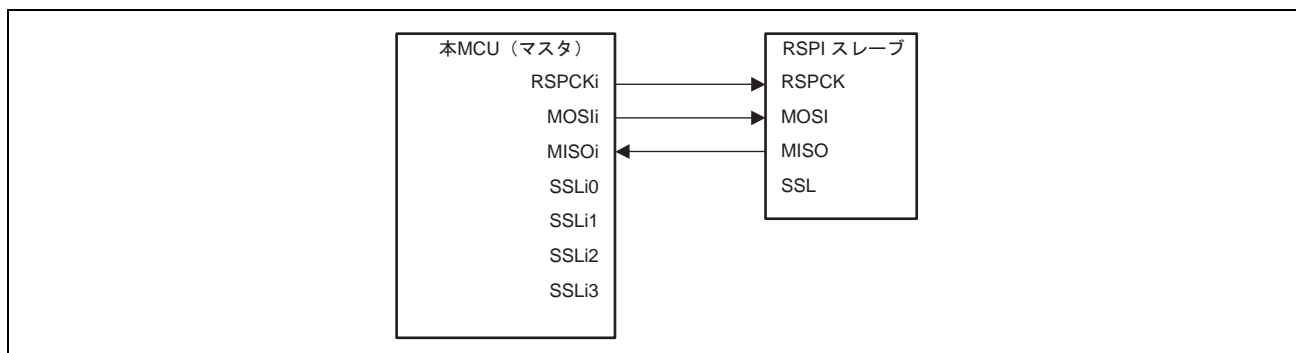 本MCU（マスタ）
RSPCKi
MOSIi
MISOi
SSLi0
SSLi1
SSLi2
SSLi3
RSPI スレーブ
RSPCK
MOSI
MISO
SSL